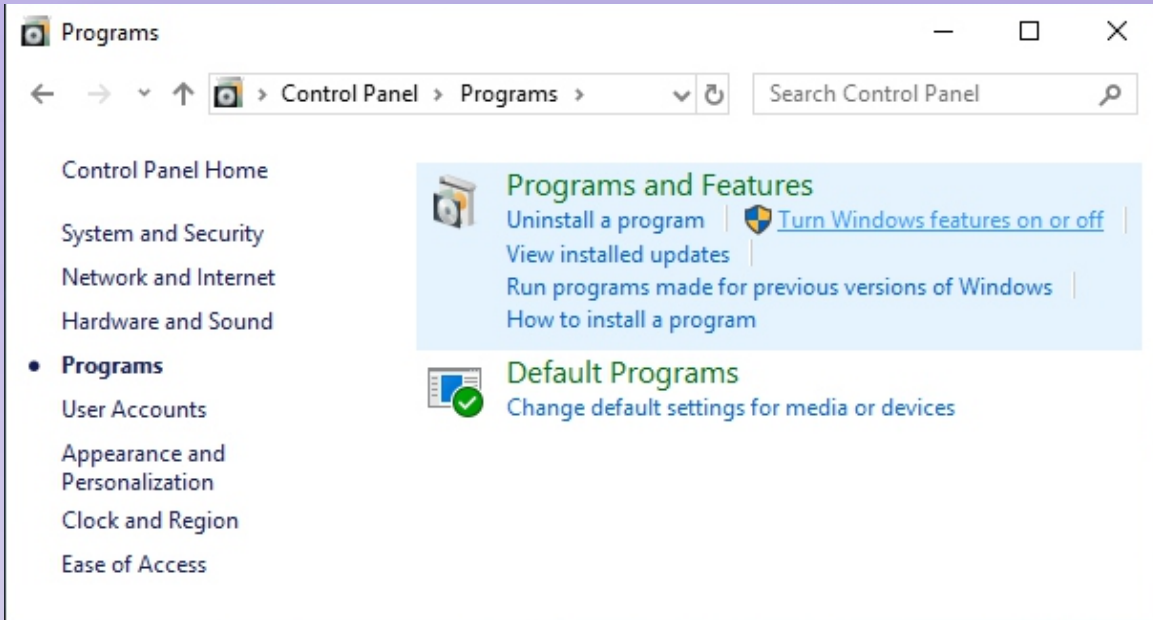 Programs
Control Panel > Programs >
Search Control Panel
Control Panel Home
System and Security
Network and Internet
Hardware and Sound
Programs
User Accounts
Appearance and
Personalization
Clock and Region
Ease of Access
Programs and Features
Uninstall a program
Turn Windows features on or off
View installed updates
Run programs made for previous versions of Windows
How to install a program
Default Programs
Change default settings for media or devices